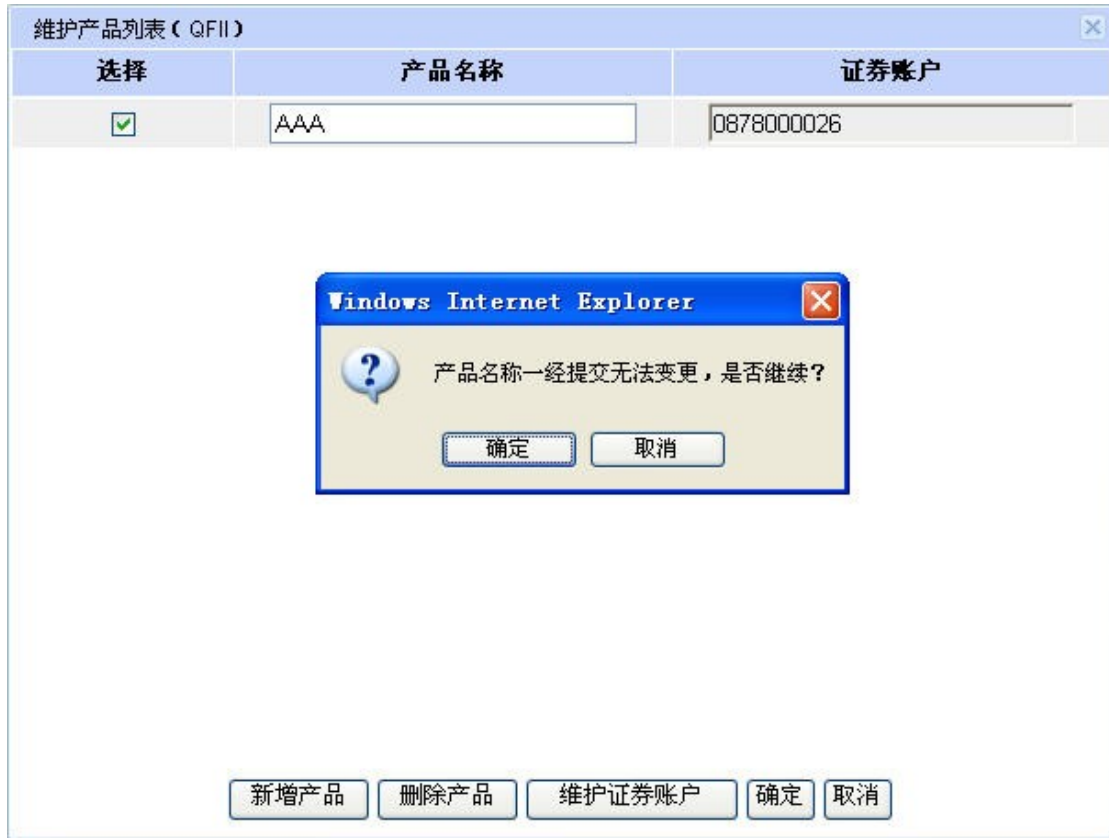 维护产品列表（QFII）
选择 产品名称 证券账户
AAA 0878000026
Windows Internet Explorer
产品名称一经提交无法变更，是否继续？
确定 取消
新增产品 删除产品 维护证券账户 确定 取消